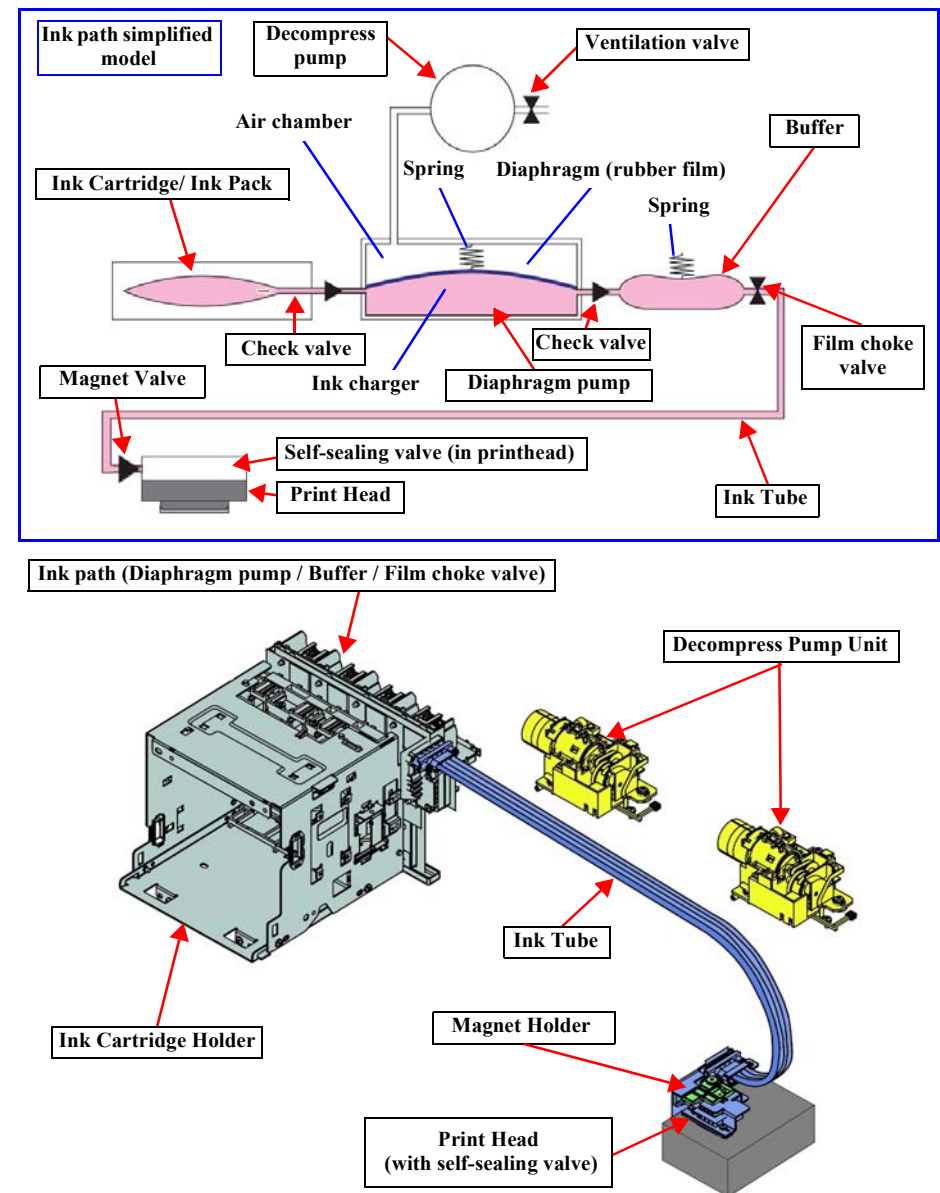 Ink path simplified
model
Decompress
pump
Ventilation valve
Air chamber
Buffer
Spring
Diaphragm (rubber film)
Ink Cartridge/ Ink Pack
Spring
Check valve
Check valve
Film choke
valve
Magnet Valve
Ink charger
Diaphragm pump
Self-sealing valve (in printhead)
Print Head
Ink Tube
Ink path (Diaphragm pump / Buffer / Film choke valve)
Decompress Pump Unit
Ink Tube
Ink Cartridge Holder
Magnet Holder
Print Head
(with self-sealing valve)